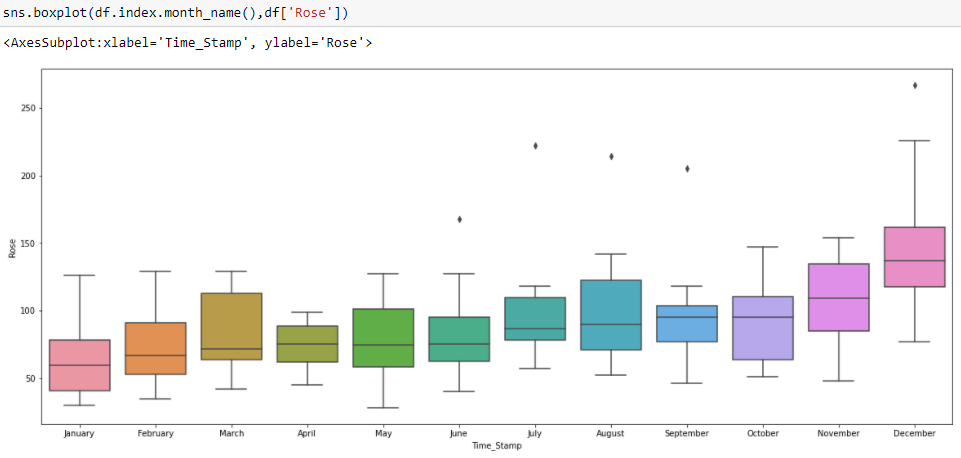 sns.boxplot(df.index.month_name(),df['Rose'])
<AxesSubplot:xlabel='Time_Stamp', ylabel='Rose'>
250
200
150
100
50
Rose
January February March April May June July August September October November December
Time_Stamp